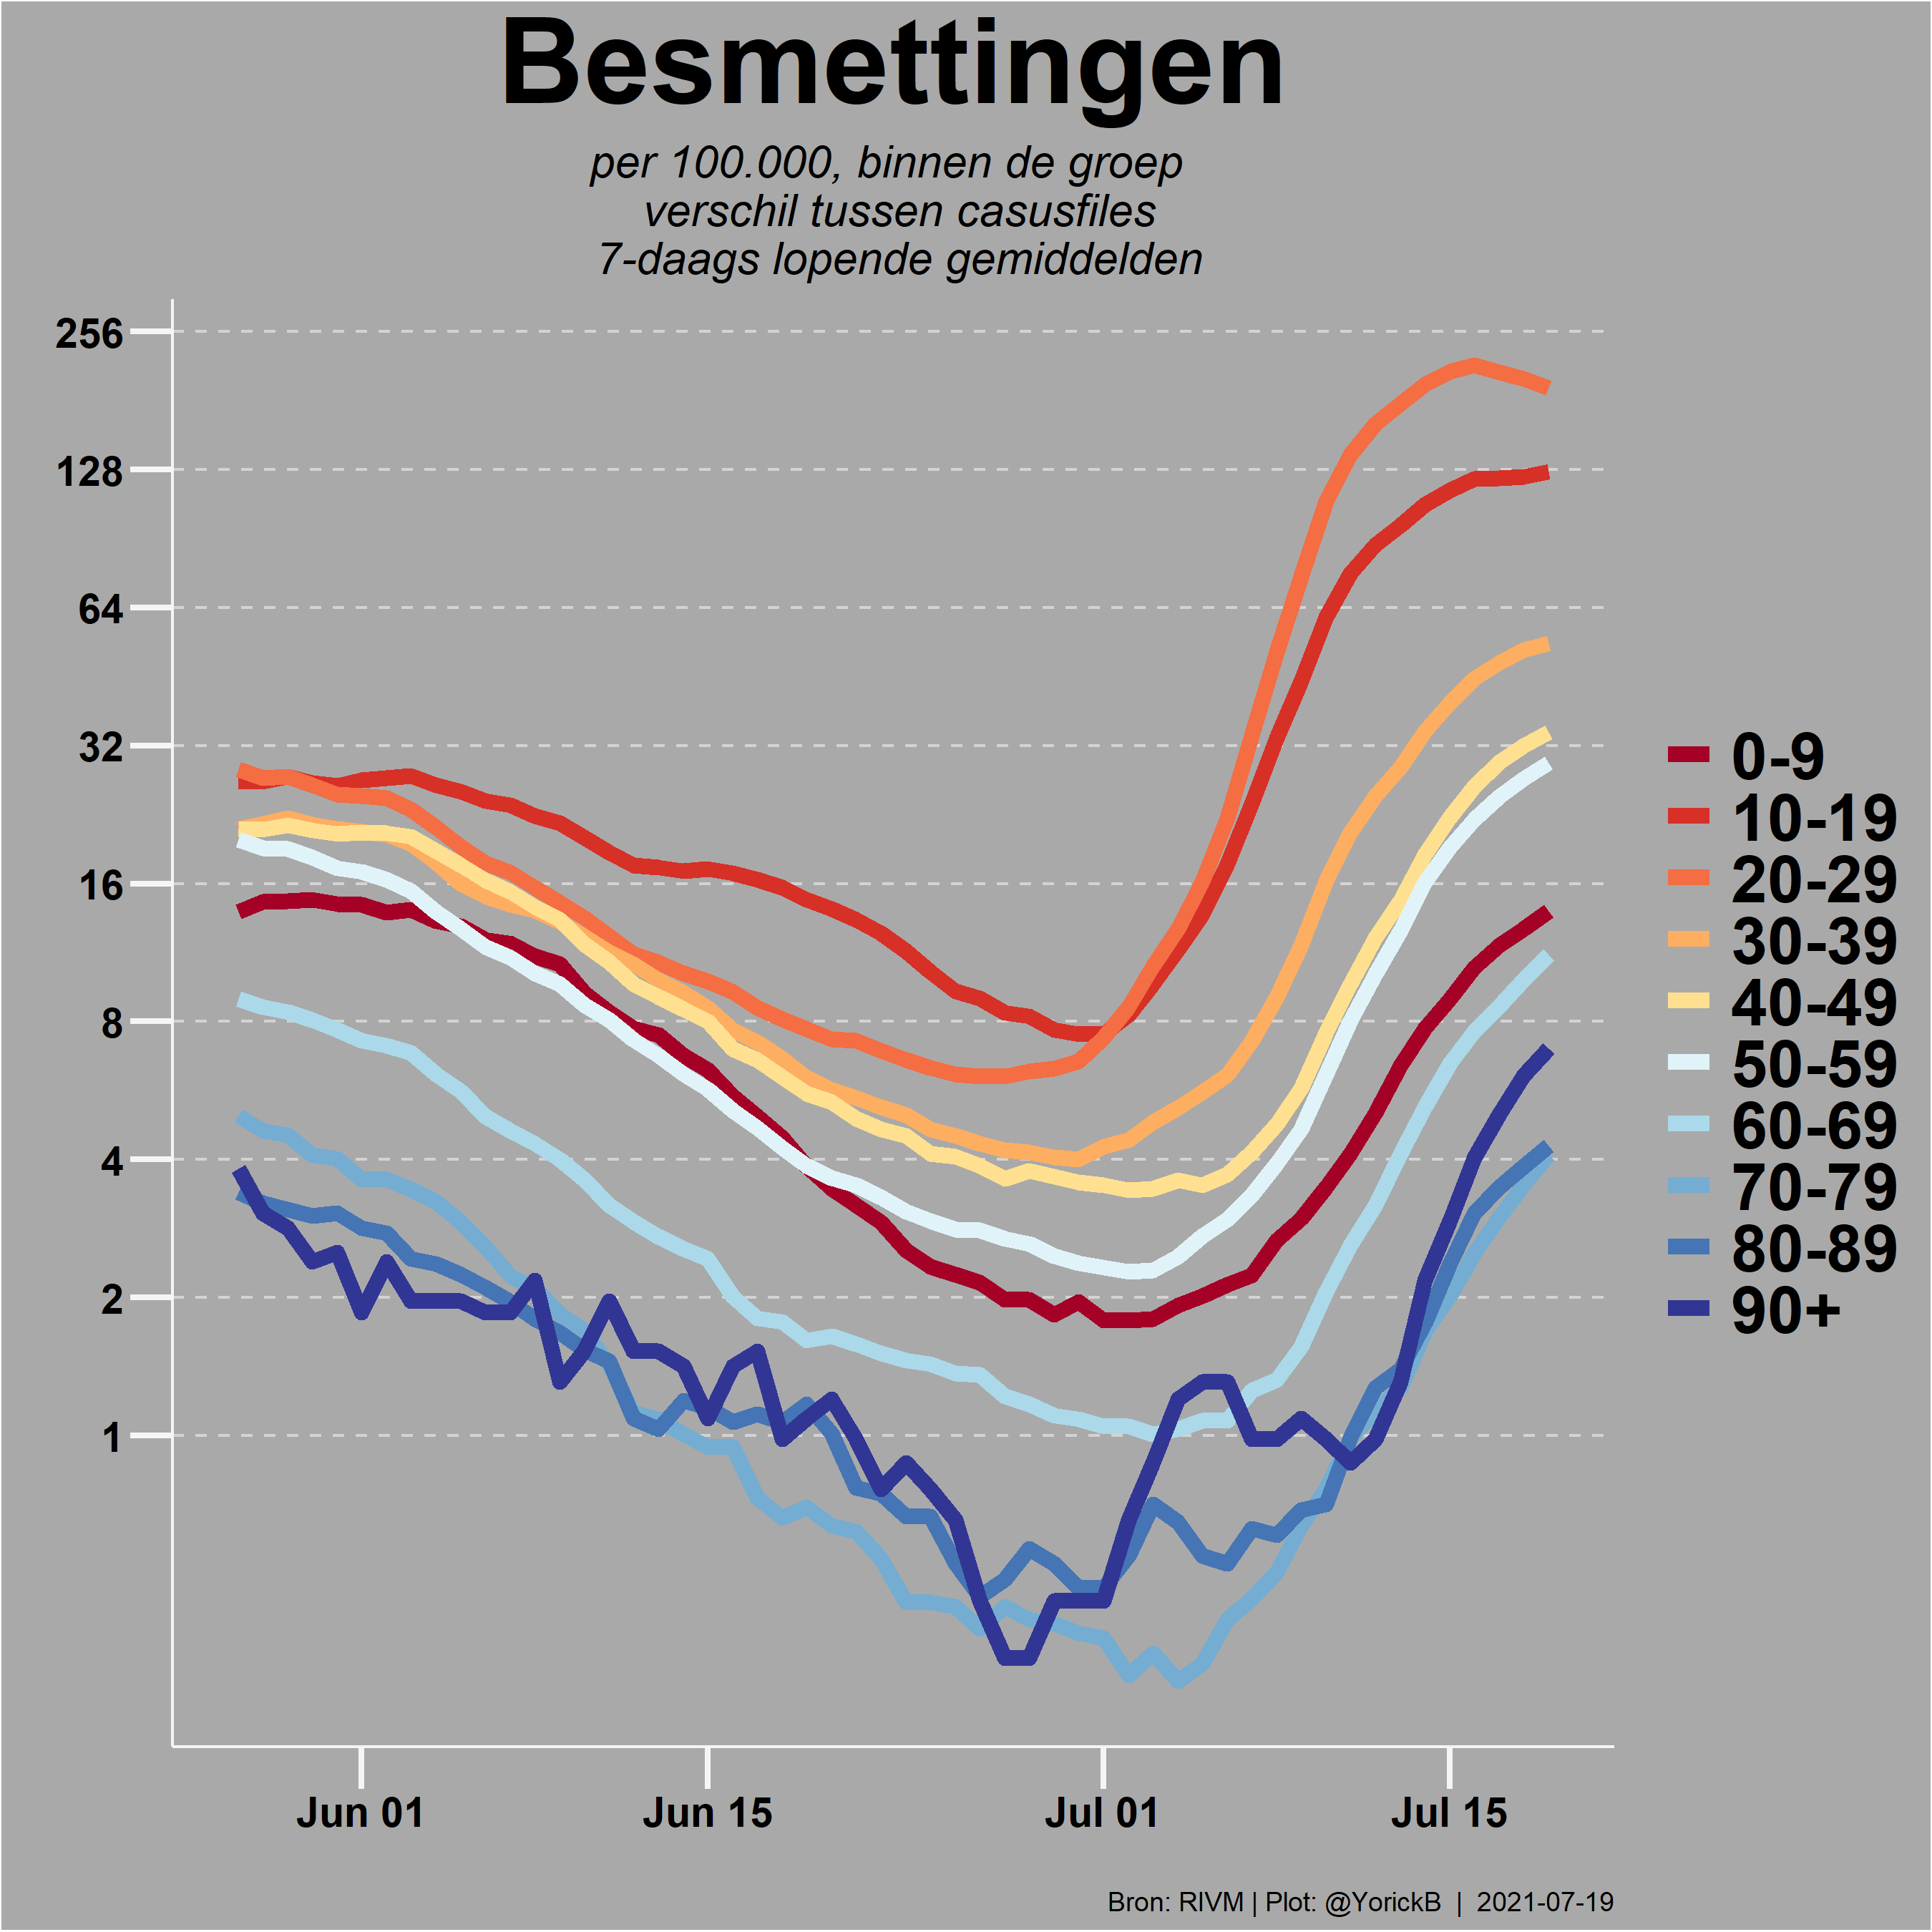 Besmettingen
per 100.000, binnen de groep
verschil tussen casusfiles
7-daags lopende gemiddelden
256
128
64
32
16
8
4
2
1
0-9
10-19
20-29
30-39
40-49
50-59
60-69
70-79
80-89
90+
Jun 01
Jun 15
Jul 01
Jul 15
Bron: RIVM | Plot: @YorickB | 2021-07-19